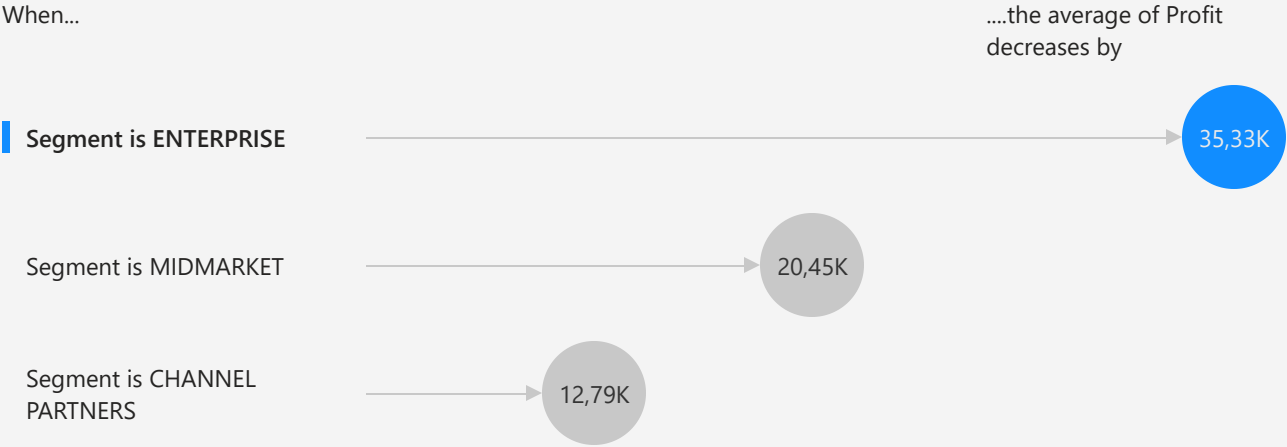 When...
....the average of Profit
decreases by
Segment is ENTERPRISE
35,33K
Segment is MIDMARKET
20,45K
Segment is CHANNEL
PARTNERS
12,79K